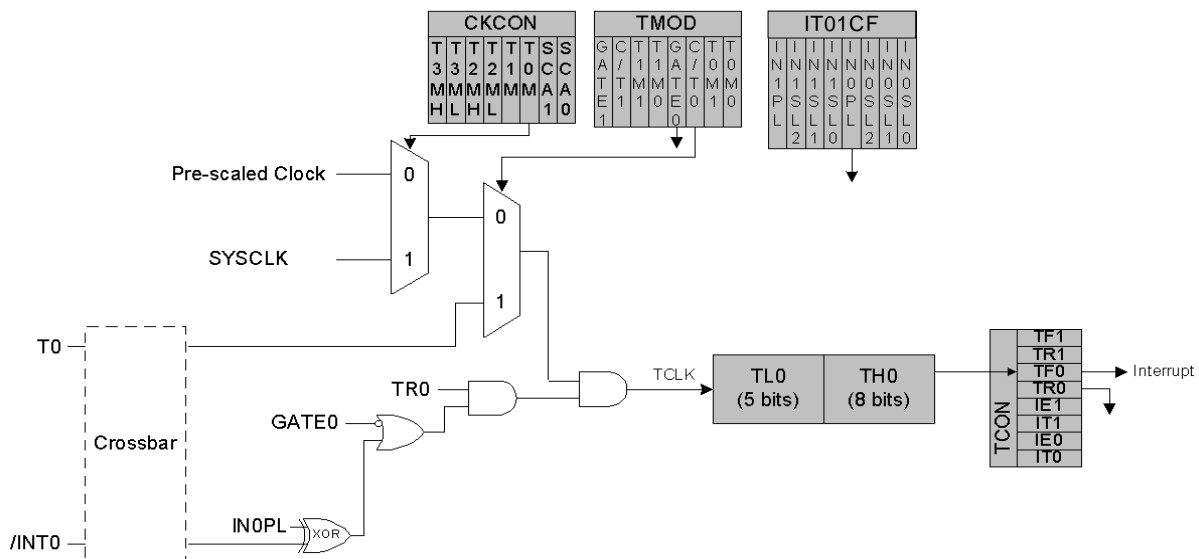 CKCON
T3MH T3ML T2MH T2ML T1M T0M SCA1 SCA0
TMOD
GATE1 C/T1 T1M1 T1M0 GATE0 C/T0 T0M1 T0M0
IT01CF
IN1PL IN1SL2 IN1SL1 IN1SL0 IN0PL IN0SL2 IN0SL1 IN0SL0
Pre-scaled Clock
0
SYSCLK
1
0
1
T0
Crossbar
/INT0
TR0
GATE0
IN0PL
XOR
TCLK
TL0
(5 bits)
TH0
(8 bits)
TCON
TF1
TR1
TF0
TR0
IE1
IT1
IE0
IT0
Interrupt